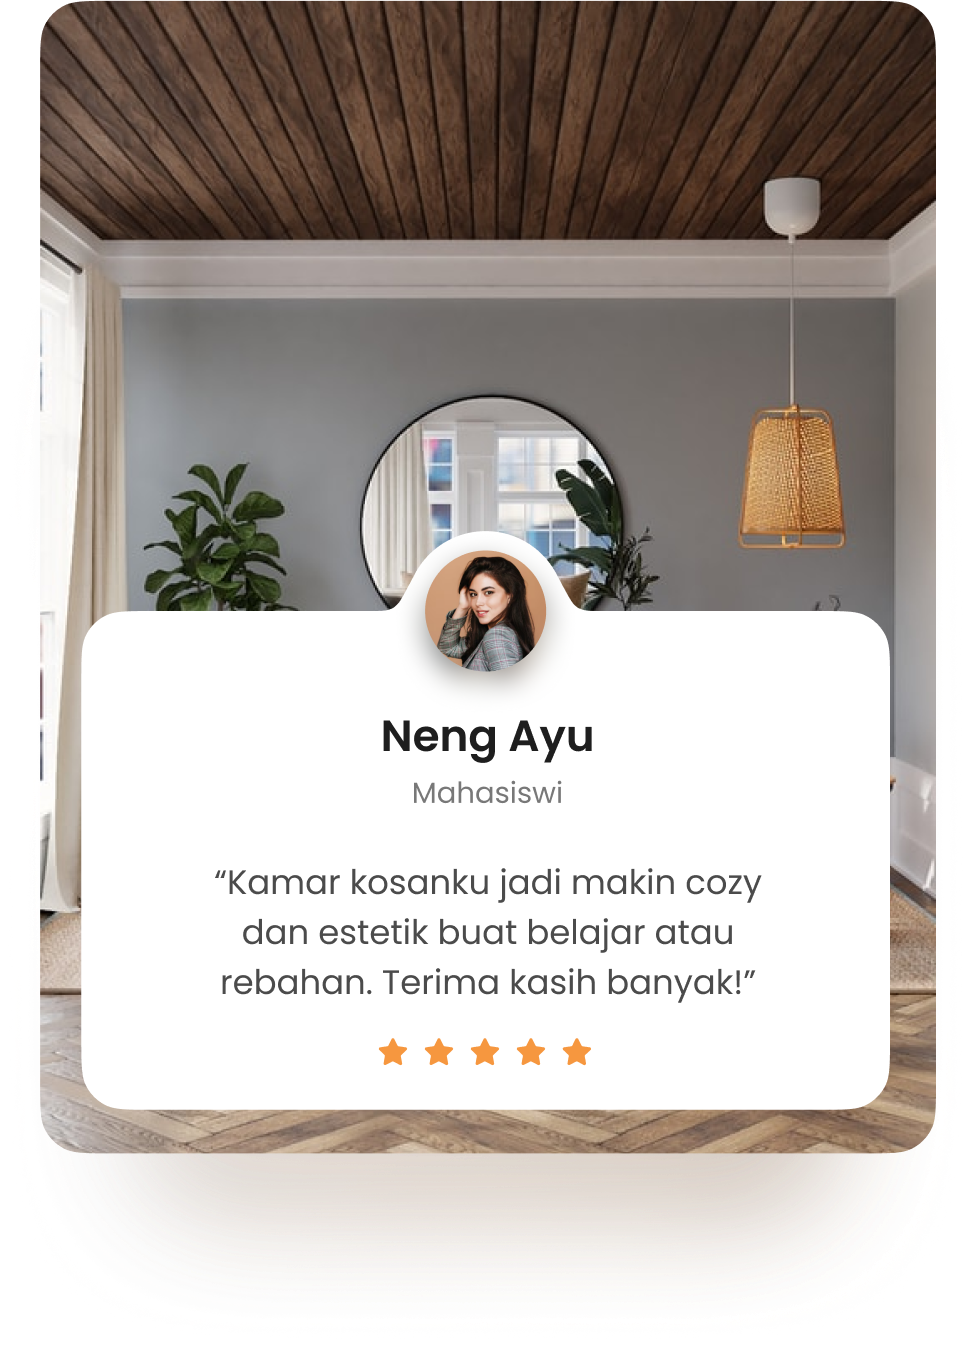 Neng Ayu
Mahasiswi
“Kamar kosanku jadi makin cozy
dan estetik buat belajar atau
rebahan. Terima kasih banyak!”